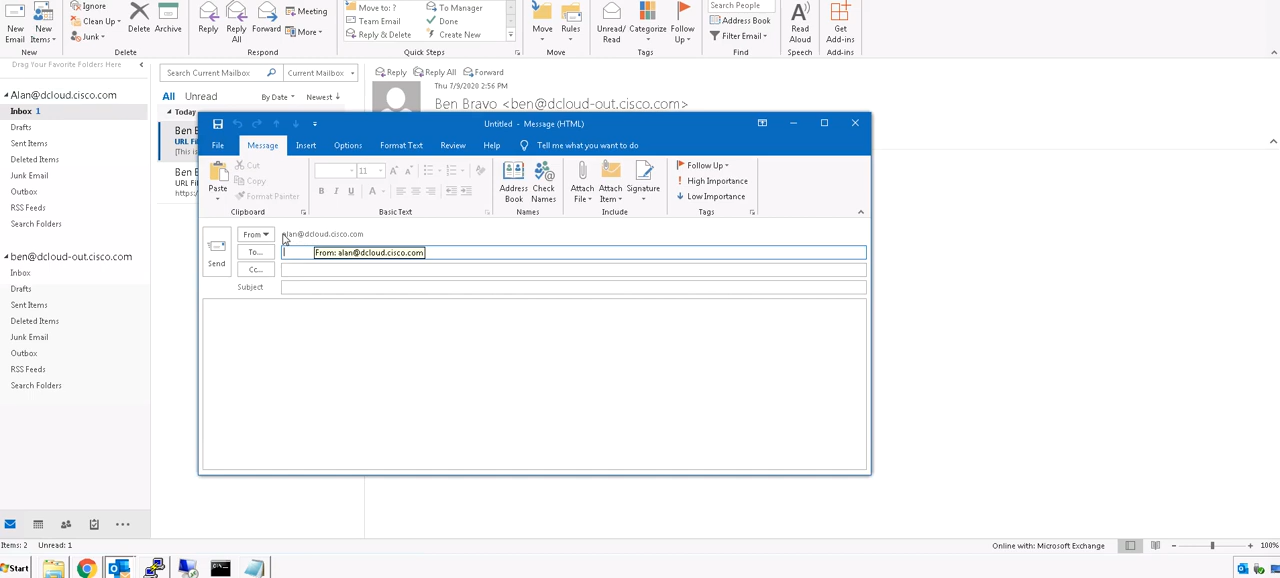 Ignore
Meeting
Move to: ?
To Manager
Search People
Clean Up
Team Email
Done
Address Book
New Email
New Items
Junk
Delete
Archive
Reply
Reply All
Forward
More
Reply & Delete
Create New
Move
Rules
Unread/ Read
Categorize
Follow Up
Filter Email
Read Aloud
Get Add-ins
New
Delete
Respond
Quick Steps
Move
Tags
Find
Speech
Add-ins
Drag Your Favorite Folders Here
Alan@dcloud.cisco.com
Inbox 1
Drafts
Sent Items
Deleted Items
Junk Email
Outbox
RSS Feeds
Search Folders
ben@dcloud-out.cisco.com
Inbox
Drafts
Sent Items
Deleted Items
Junk Email
Outbox
RSS Feeds
Search Folders
Search Current Mailbox
Current Mailbox
All Unread
By Date
Newest
Today
Ben B
URL Fil
[This is
Ben B
URL Fil
https:/
Reply Reply All Forward
Thu 7/9/2020 2:56 PM
Ben Bravo <ben@dcloud-out.cisco.com>
Untitled - Message (HTML)
File Message Insert Options Format Text Review Help Tell me what you want to do
Paste
Cut
Copy
Format Painter
Clipboard
11
B I U A
Basic Text
Address Book
Check Names
Names
Attach File
Attach Item
Signature
Include
Follow Up
High Importance
Low Importance
Tags
Send
From
alan@dcloud.cisco.com
To...
From: alan@dcloud.cisco.com
Cc...
Subject
Items: 2 Unread: 1
Online with: Microsoft Exchange
100%
Start